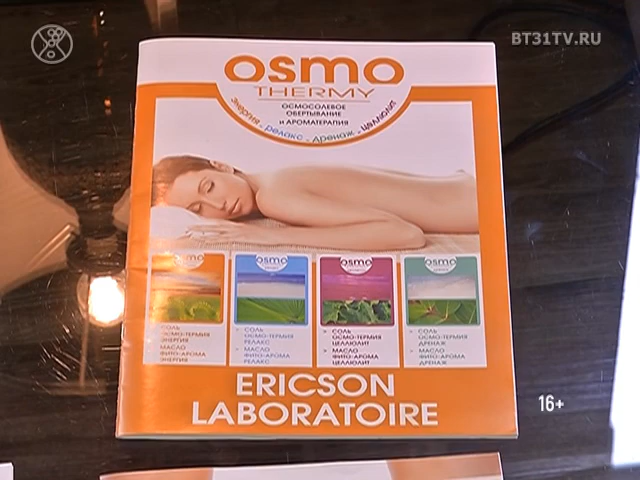 BT31TV.RU
OSMO
THERMY
ОСМОСОЛЕВОЕ
ОБЕРТЫВАНИЕ
и АРОМАТЕРАПИЯ
энергия - релакс - дренаж - целлюлит
OSMO
OSMO
OSMO
OSMO
- СОЛЬ
ОСМО-ТЕРМИЯ
ЭНЕРГИЯ
- МАСЛО
ФИТО-АРОМА
ЭНЕРГИЯ
- СОЛЬ
ОСМО-ТЕРМИЯ
РЕЛАКС
- МАСЛО
ФИТО-АРОМА
РЕЛАКС
- СОЛЬ
ОСМО-ТЕРМИЯ
ЦЕЛЛЮЛИТ
- МАСЛО
ФИТО-АРОМА
ЦЕЛЛЮЛИТ
- СОЛЬ
ОСМО-ТЕРМИЯ
ДРЕНАЖ
- МАСЛО
ФИТО-АРОМА
ДРЕНАЖ
ERICSON
LABORATOIRE
16+